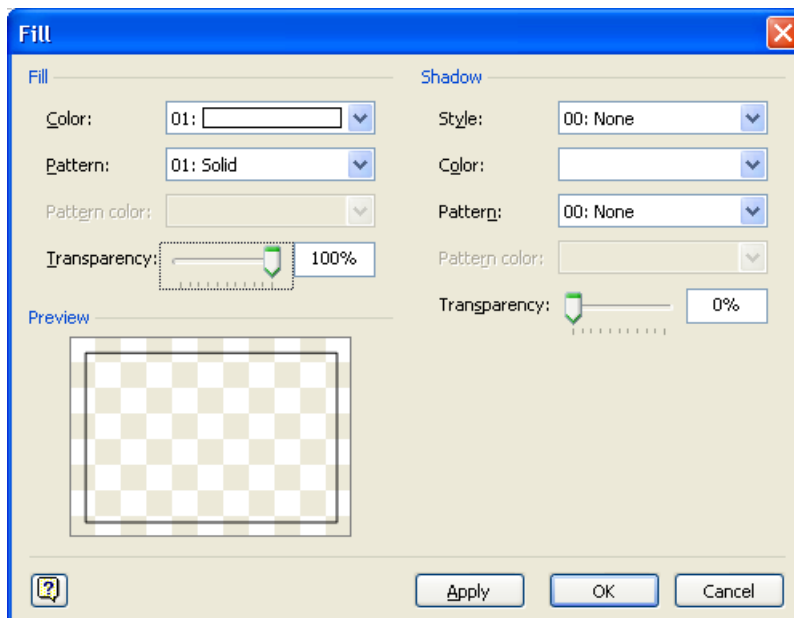 Fill
Fill
Color:
01:
Pattern:
01: Solid
Pattern color:
Transparency:
100%
Preview
Shadow
Style:
00: None
Color:
Pattern:
00: None
Pattern color:
Transparency:
0%
?
Apply
OK
Cancel